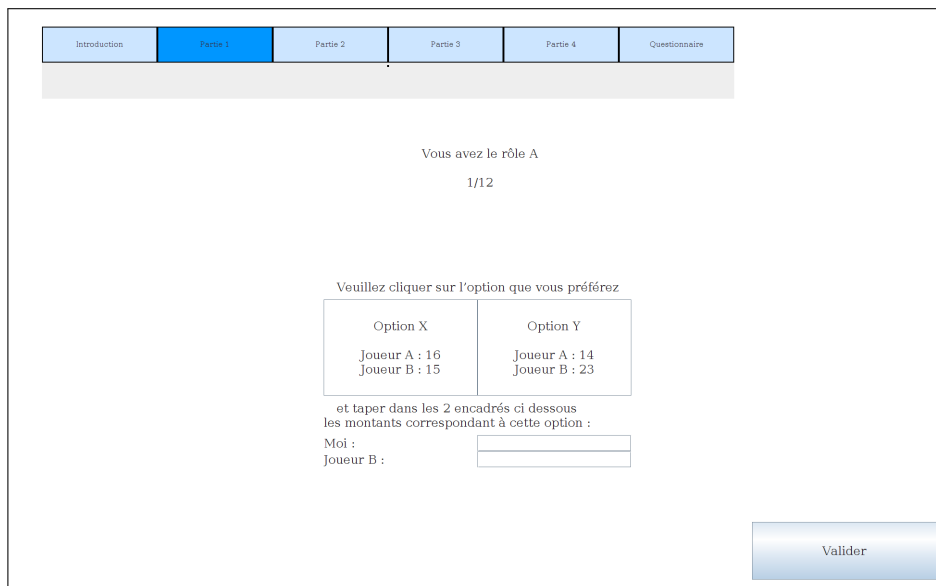 Introduction
Partie 1
Partie 2
Partie 3
Partie 4
Questionnaire
Vous avez le rôle A
1/12
Veuillez cliquer sur l'option que vous préférez
Option X
Joueur A : 16
Joueur B : 15
Option Y
Joueur A : 14
Joueur B : 23
et taper dans les 2 encadrés ci dessous
les montants correspondant à cette option :
Moi :
Joueur B :
Valider